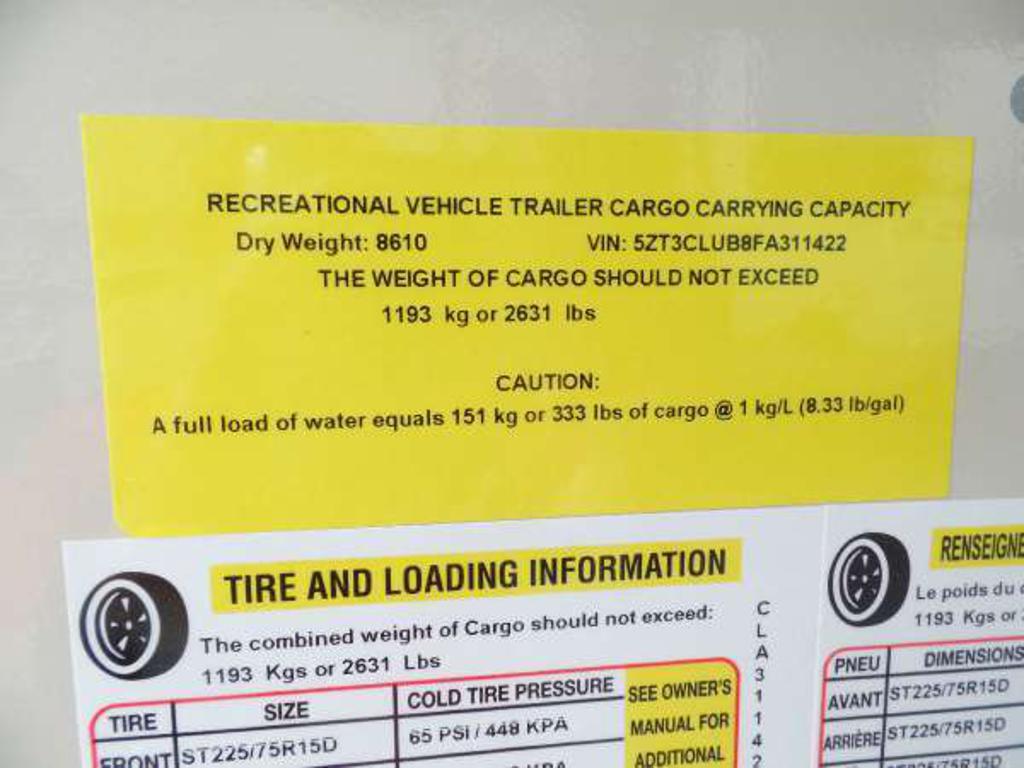 RECREATIONAL VEHICLE TRAILER CARGO CARRYING CAPACITY
Dry Weight: 8610 VIN: 5ZT3CLUB8FA311422
THE WEIGHT OF CARGO SHOULD NOT EXCEED
1193 kg or 2631 lbs
CAUTION:
A full load of water equals 151 kg or 333 lbs of cargo @ 1 kg/L (8.33 lb/gal)
TIRE AND LOADING INFORMATION
The combined weight of Cargo should not exceed:
1193 Kgs or 2631 Lbs
TIRE SIZE COLD TIRE PRESSURE SEE OWNER'S
MANUAL FOR
ADDITIONAL
FRONT ST225/75R15D 65 PSI / 448 KPA
KPA
C
L
A
3
1
1
4
2
RENSEIGNE
Le poids du
1193 Kgs or
PNEU DIMENSIONS
AVANT ST225/75R15D
ARRIÈRE ST225/75R15D